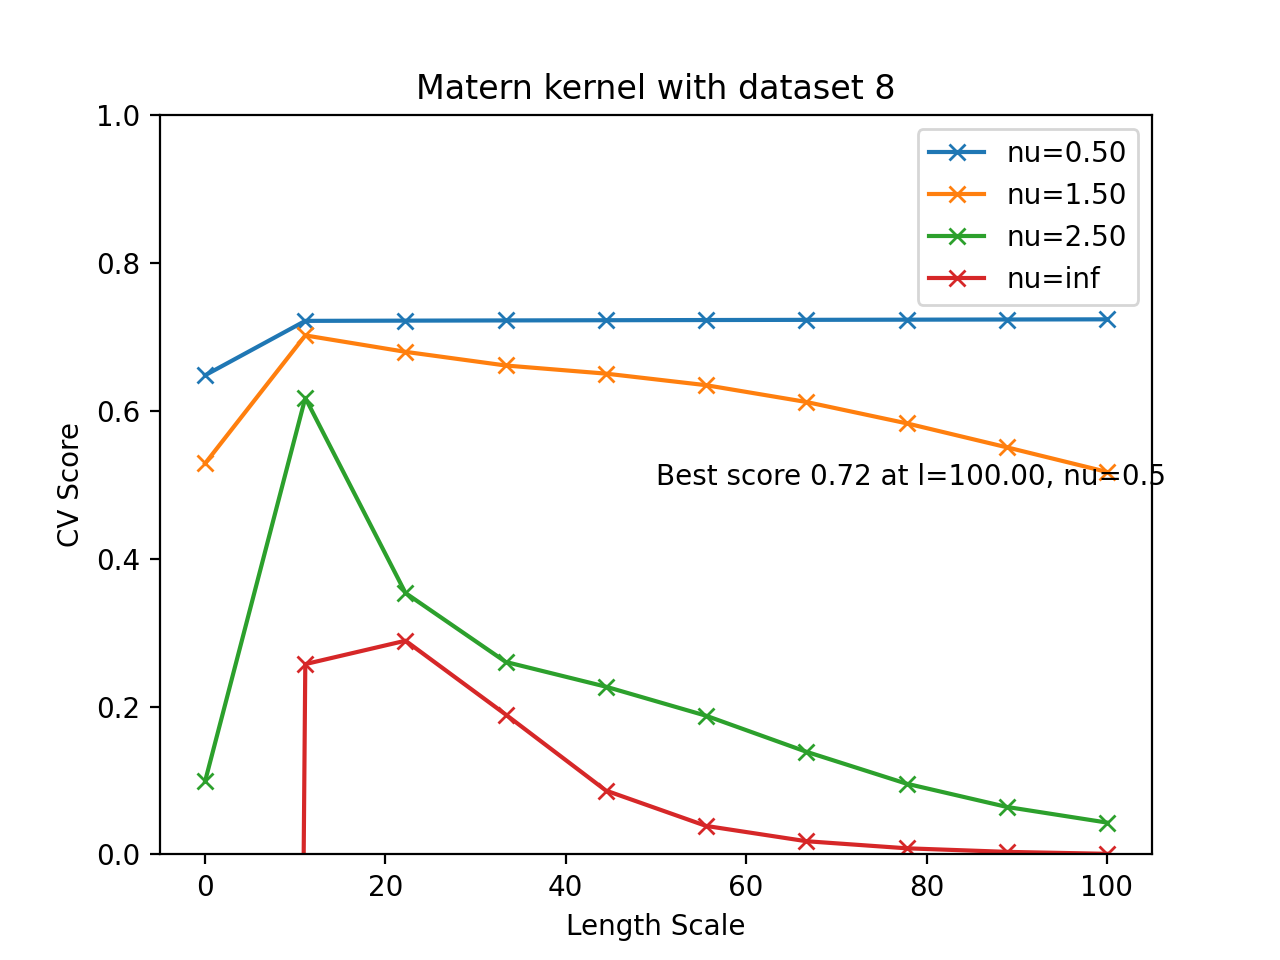 Matern kernel with dataset 8
1.0
0.8
0.6
0.4
0.2
0.0
CV Score
nu=0.50
nu=1.50
nu=2.50
nu=inf
Best score 0.72 at l=100.00, nu=0.5
0 20 40 60 80 100
Length Scale